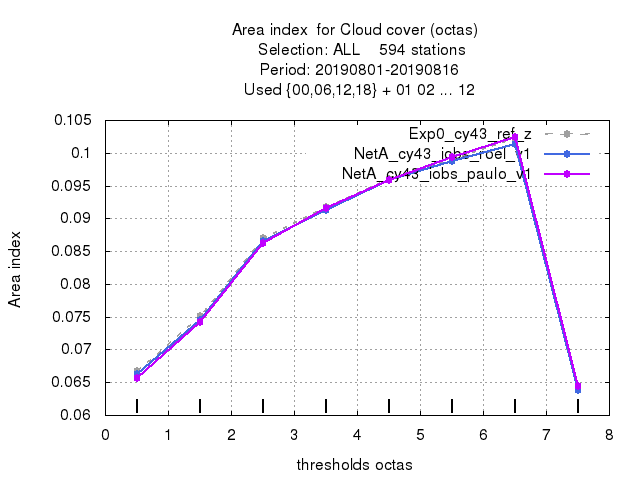 Area index  for Cloud cover (octas)
Selection: ALL    594 stations
Period: 20190801-20190816
Used {00,06,12,18} + 01 02 ... 12
Exp0_cy43_ref_z
NetA_cy43_iobs_roel_v1
NetA_cy43_iobs_paulo_v1
0.105
0.1
0.095
0.09
0.085
0.08
0.075
0.07
0.065
0.06
Area index
0 1 2 3 4 5 6 7 8
thresholds octas